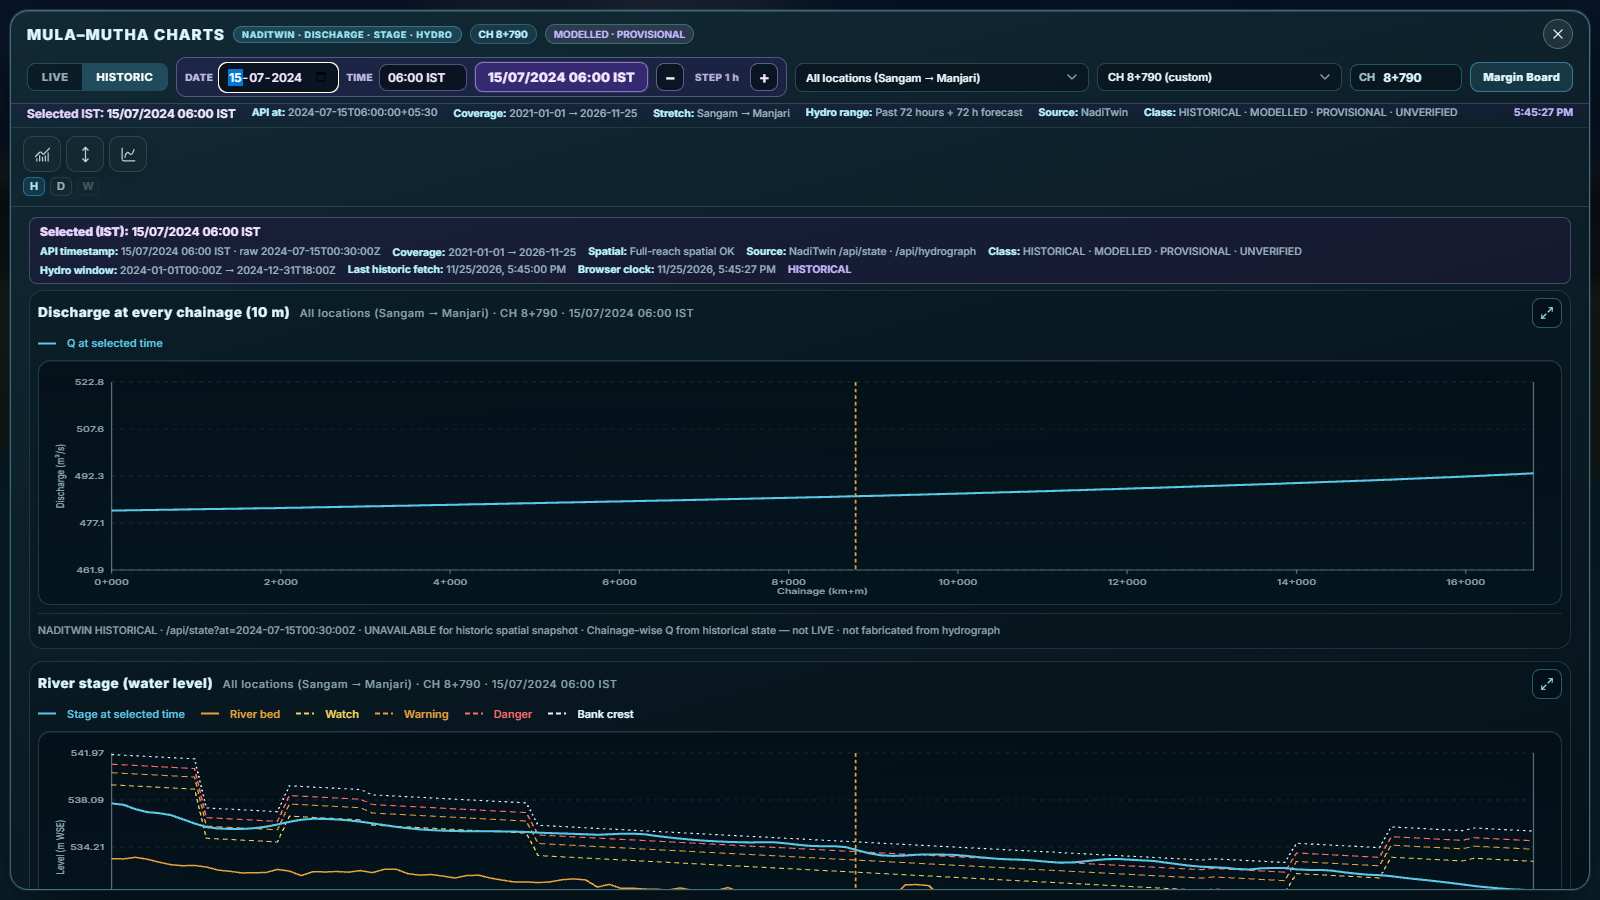 MULA–MUTHA CHARTS NADITWIN · DISCHARGE · STAGE · HYDRO CH 8+790 MODELLED · PROVISIONAL
LIVE HISTORIC DATE 15-07-2024 TIME 06:00 IST 15/07/2024 06:00 IST − STEP 1 h + All locations (Sangam → Manjari) CH 8+790 (custom) CH 8+790 Margin Board
Selected IST: 15/07/2024 06:00 IST API at: 2024-07-15T06:00:00+05:30 Coverage: 2021-01-01 → 2026-11-25 Stretch: Sangam → Manjari Hydro range: Past 72 hours + 72 h forecast Source: NadiTwin Class: HISTORICAL · MODELLED · PROVISIONAL · UNVERIFIED 5:45:27 PM
H D W
Selected (IST): 15/07/2024 06:00 IST
API timestamp: 15/07/2024 06:00 IST · raw 2024-07-15T00:30:00Z Coverage: 2021-01-01 → 2026-11-25 Spatial: Full-reach spatial OK Source: NadiTwin /api/state · /api/hydrograph Class: HISTORICAL · MODELLED · PROVISIONAL · UNVERIFIED
Hydro window: 2024-01-01T00:00Z → 2024-12-31T18:00Z Last historic fetch: 11/25/2026, 5:45:00 PM Browser clock: 11/25/2026, 5:45:27 PM HISTORICAL
Discharge at every chainage (10 m) All locations (Sangam → Manjari) · CH 8+790 · 15/07/2024 06:00 IST
Q at selected time
522.8
507.6
492.3
477.1
461.9
Discharge (m³/s)
0+000 2+000 4+000 6+000 8+000 10+000 12+000 14+000 16+000
Chainage (km+m)
NADITWIN HISTORICAL · /api/state?at=2024-07-15T00:30:00Z · UNAVAILABLE for historic spatial snapshot · Chainage-wise Q from historical state — not LIVE · not fabricated from hydrograph
River stage (water level) All locations (Sangam → Manjari) · CH 8+790 · 15/07/2024 06:00 IST
Stage at selected time River bed Watch Warning Danger Bank crest
541.97
538.09
534.21
Level (m WSE)